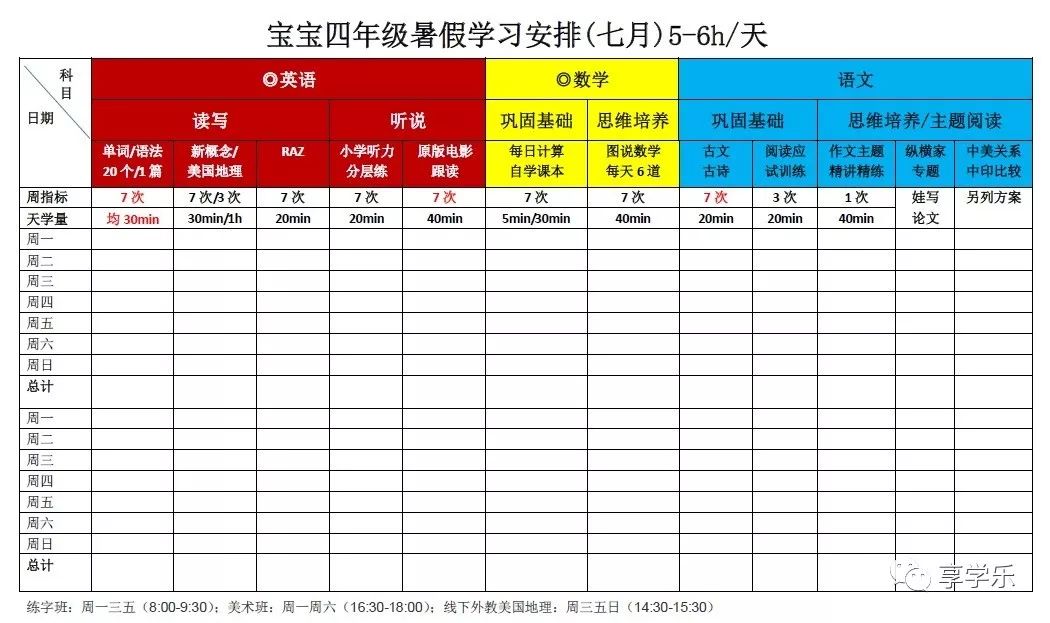 宝宝四年级暑假学习安排(七月)5-6h/天
科目
日期
◎英语 ◎数学 语文
读写 听说 巩固基础 思维培养 巩固基础 思维培养/主题阅读
单词/语法 新概念/ RAZ 小学听力 原版电影 每日计算 图说数学 古文 阅读应 作文主题 纵横家 中美关系
20个/1篇 美国地理 分层练 跟读 自学课本 每天6道 古诗 试训练 精讲精练 专题 中印比较
周指标 7次 7次/3次 7次 7次 7次 7次 7次 7次 3次 1次 娃写 另列方案
天学量 均30min 30min/1h 20min 20min 40min 5min/30min 40min 20min 20min 40min 论文
周一
周二
周三
周四
周五
周六
周日
总计
周一
周二
周三
周四
周五
周六
周日
总计
享学乐
练字班：周一三五（8:00-9:30）；美术班：周一周六（16:30-18:00）；线下外教美国地理：周三五日（14:30-15:30）